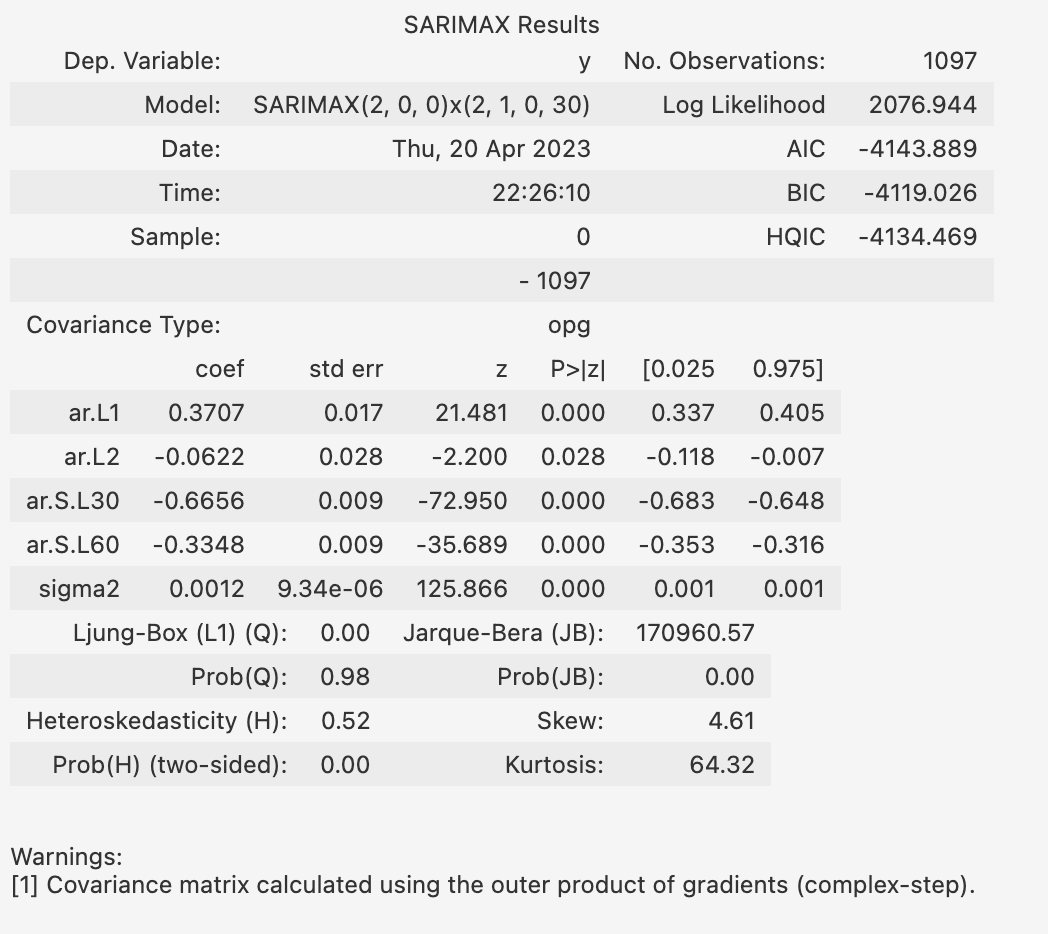 SARIMAX Results
Dep. Variable: y No. Observations: 1097
Model: SARIMAX(2, 0, 0)x(2, 1, 0, 30) Log Likelihood 2076.944
Date: Thu, 20 Apr 2023 AIC -4143.889
Time: 22:26:10 BIC -4119.026
Sample: 0 HQIC -4134.469
- 1097
Covariance Type: opg
coef std err z P>|z| [0.025 0.975]
ar.L1 0.3707 0.017 21.481 0.000 0.337 0.405
ar.L2 -0.0622 0.028 -2.200 0.028 -0.118 -0.007
ar.S.L30 -0.6656 0.009 -72.950 0.000 -0.683 -0.648
ar.S.L60 -0.3348 0.009 -35.689 0.000 -0.353 -0.316
sigma2 0.0012 9.34e-06 125.866 0.000 0.001 0.001
Ljung-Box (L1) (Q): 0.00 Jarque-Bera (JB): 170960.57
Prob(Q): 0.98 Prob(JB): 0.00
Heteroskedasticity (H): 0.52 Skew: 4.61
Prob(H) (two-sided): 0.00 Kurtosis: 64.32
Warnings:
[1] Covariance matrix calculated using the outer product of gradients (complex-step).